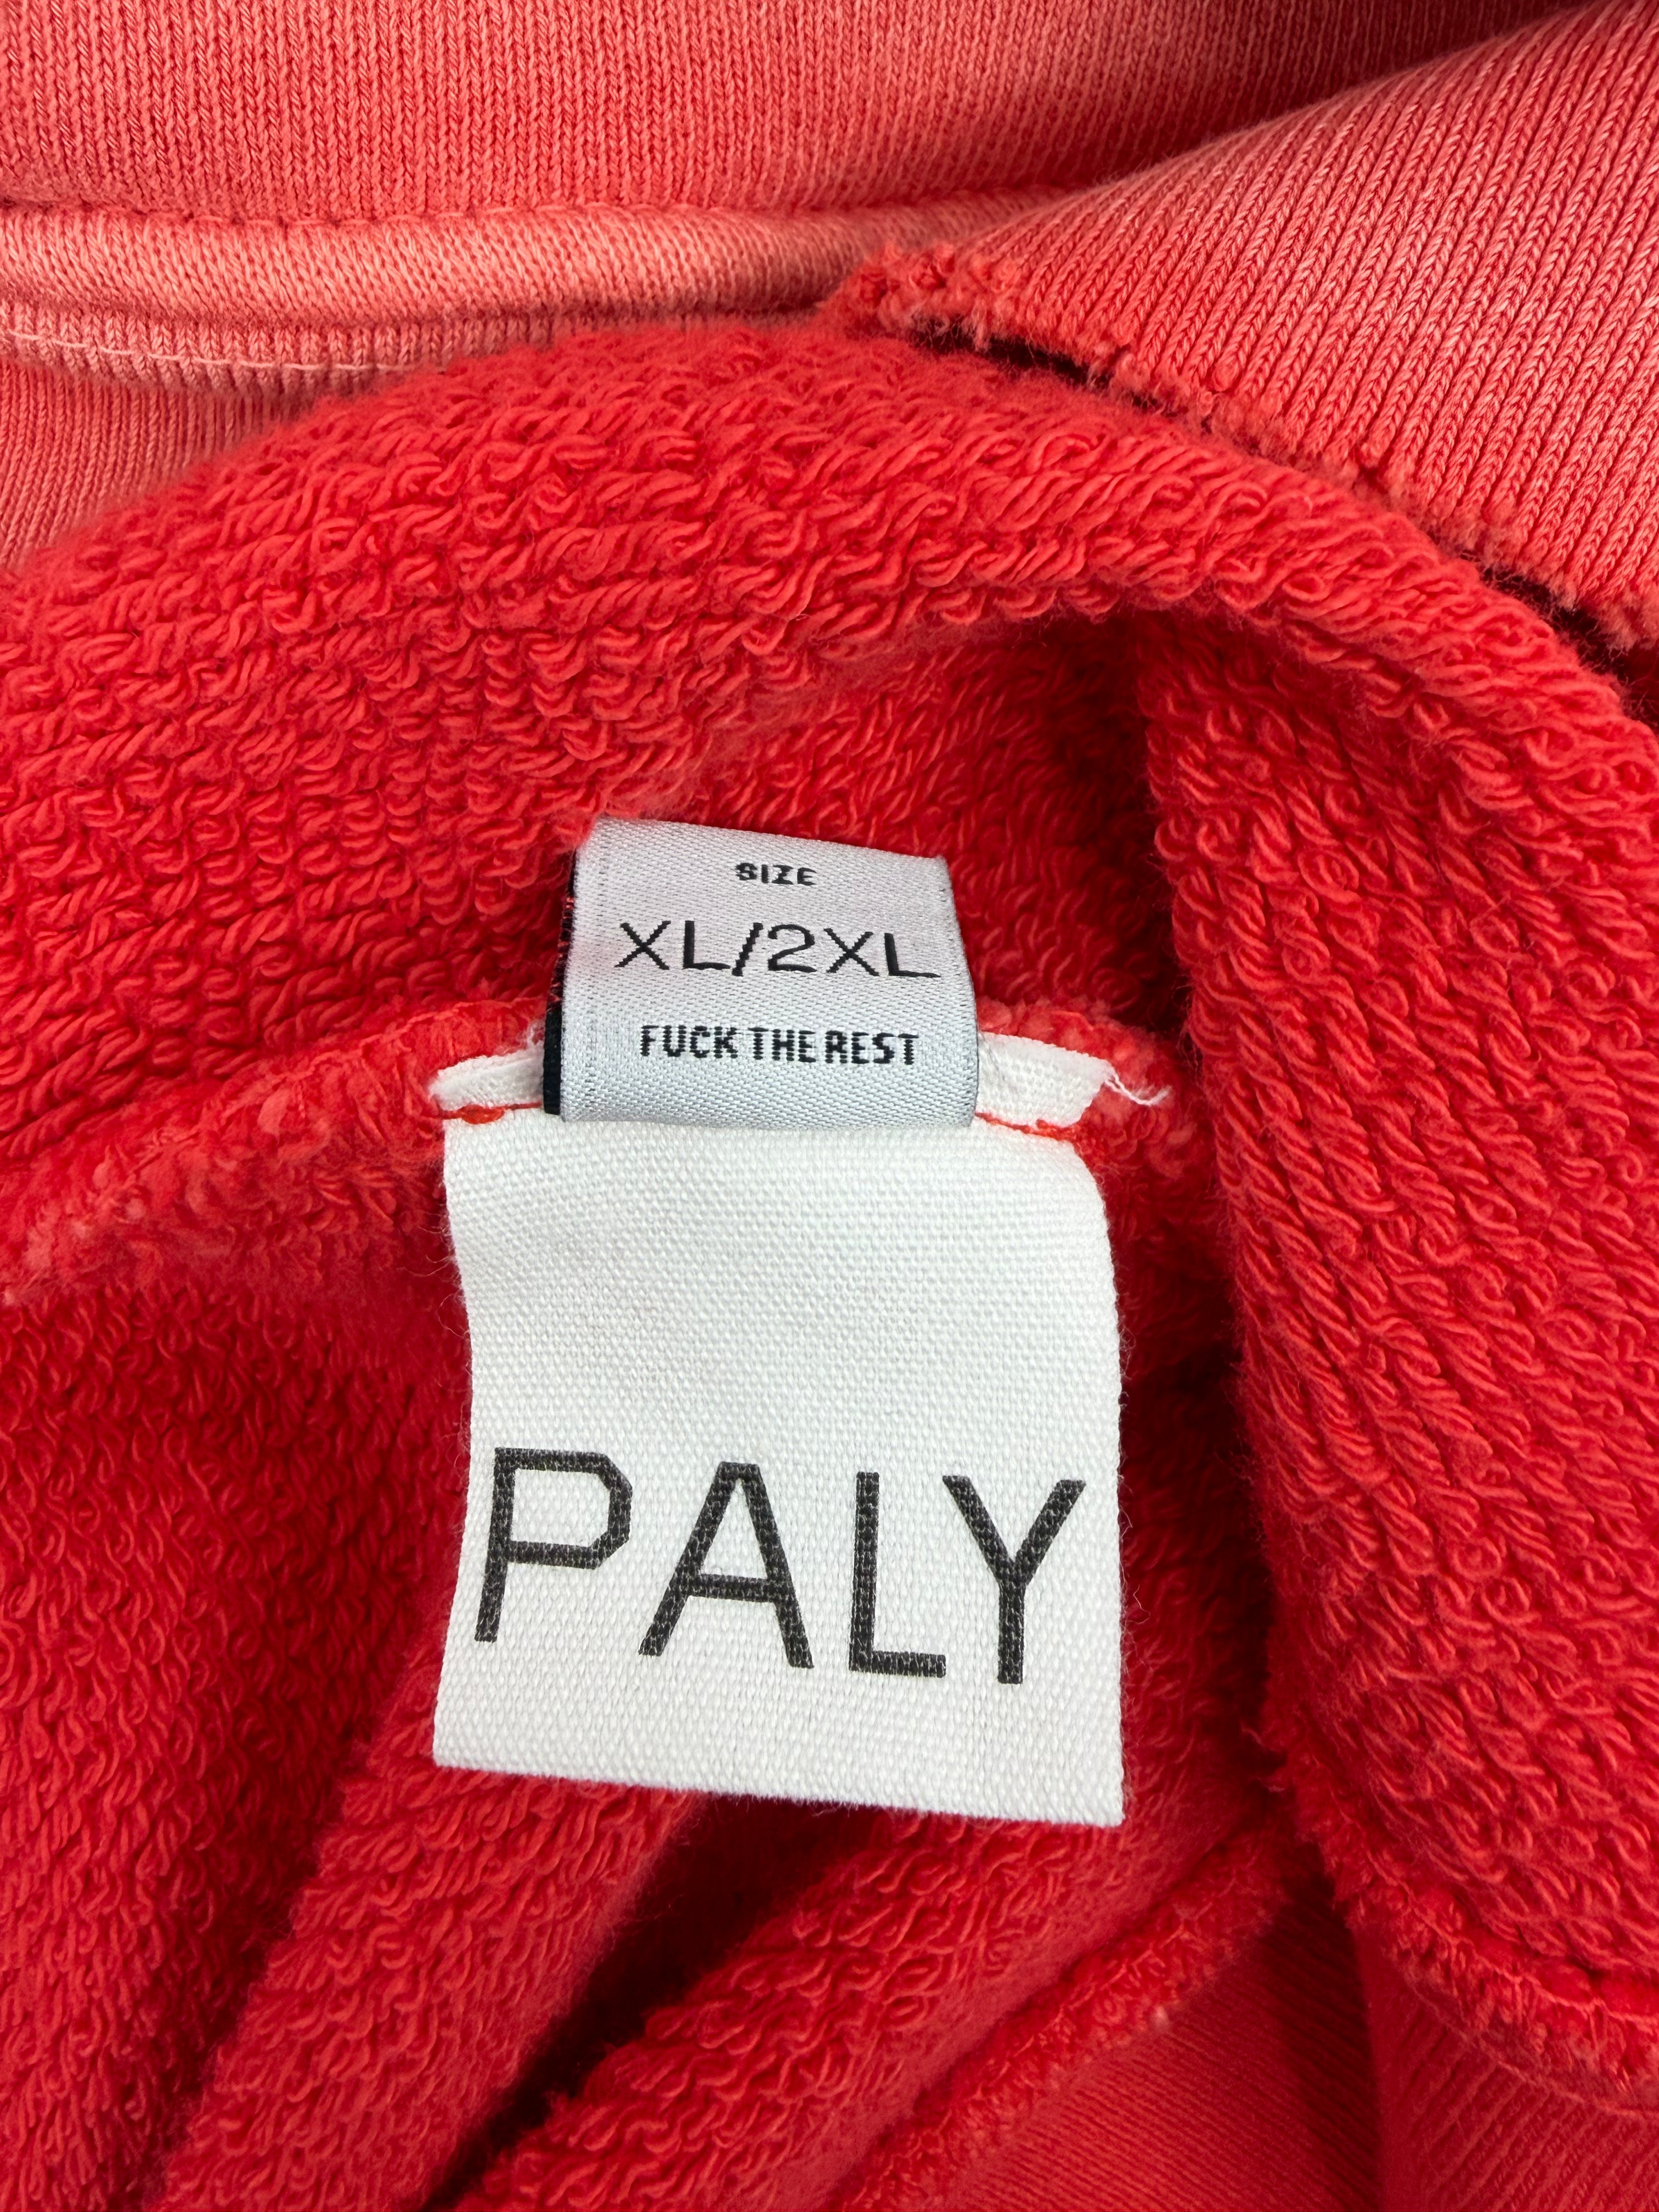 SIZE
XL/2XL
FUCK THE REST
PALY